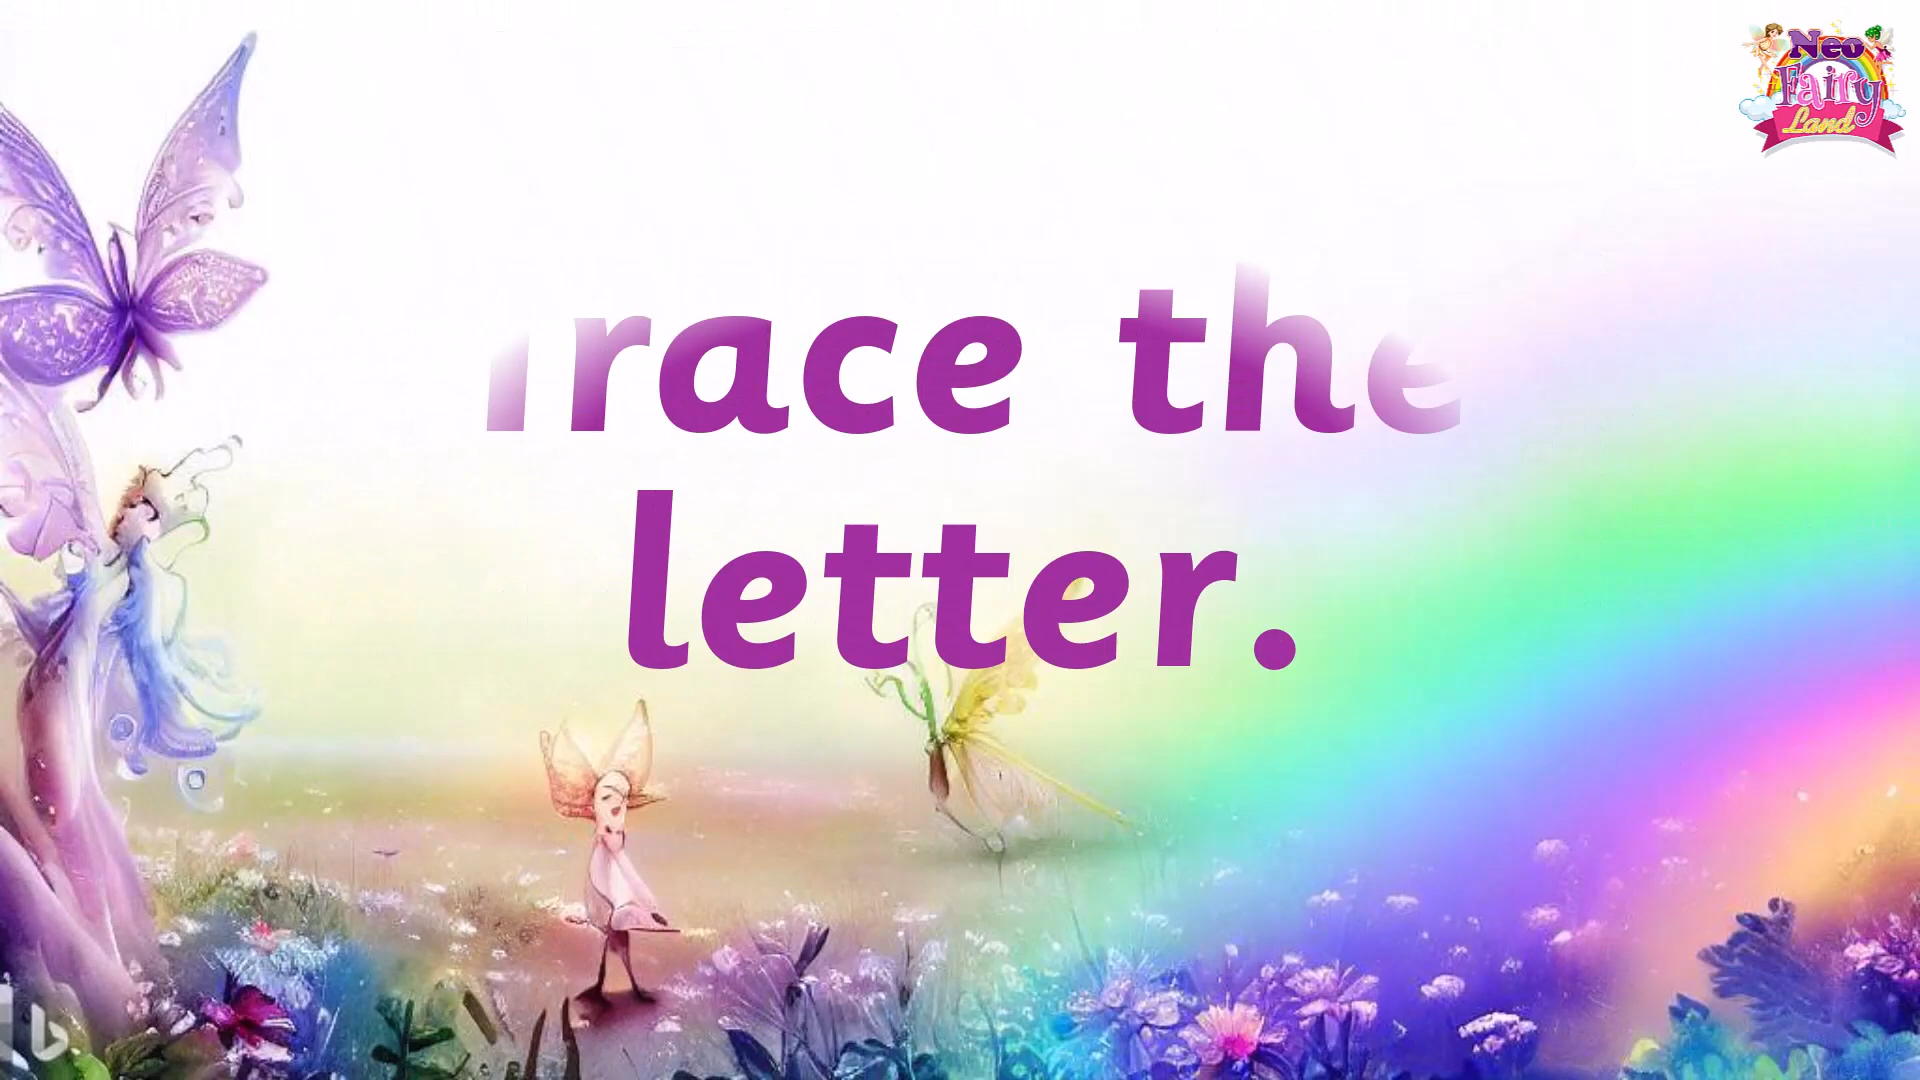 Neo
Fairy
Land
Trace the
letter.
b